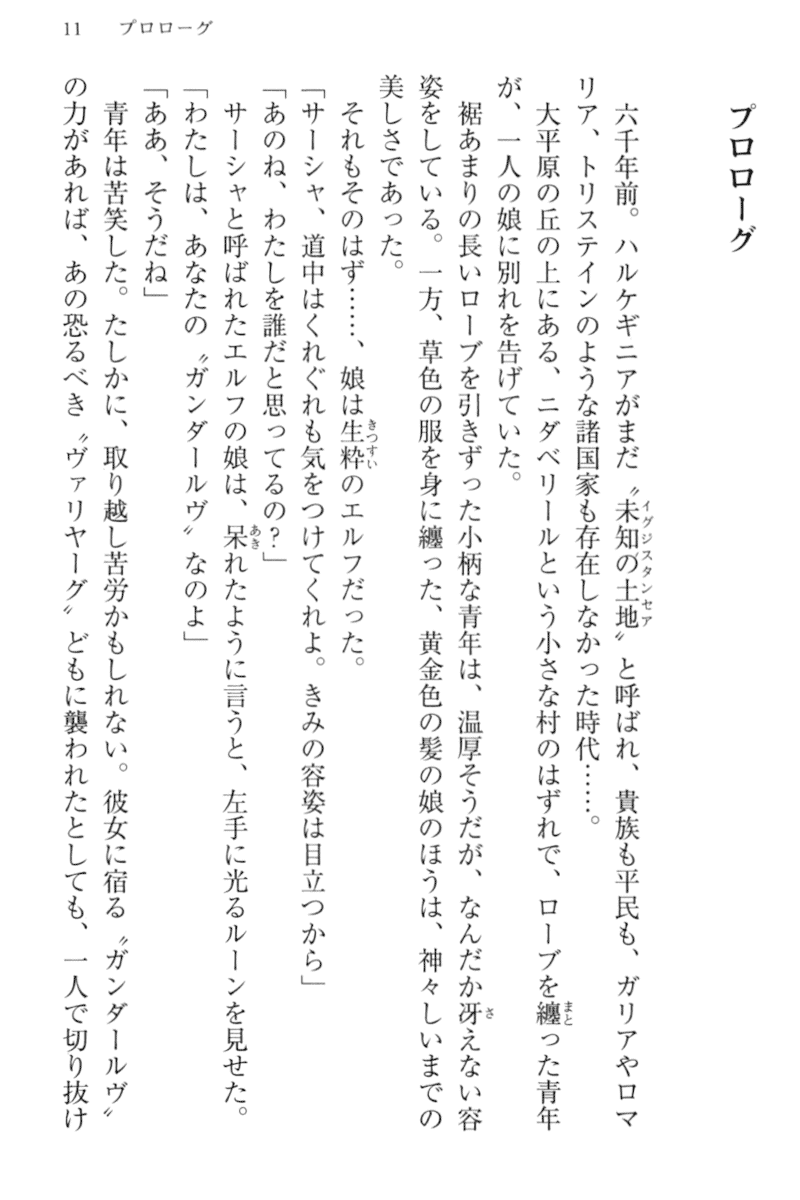 11　プロローグ
プロローグ
六千年前。ハルケギニアがまだ〝未知の土地〟と呼ばれ、貴族も平民も、ガリアやロマ
イグジスタンセア
リア、トリステインのような諸国家も存在しなかった時代……。
大平原の丘の上にある、ニダベリールという小さな村のはずれで、ローブを纏った青年
まと
が、一人の娘に別れを告げていた。
裾あまりの長いローブを引きずった小柄な青年は、温厚そうだが、なんだか冴えない容
さ
姿をしている。一方、草色の服を身に纏った、黄金色の髪の娘のほうは、神々しいまでの
美しさであった。
それもそのはず……、娘は生粋のエルフだった。
きつすい
「サーシャ、道中はくれぐれも気をつけてくれよ。きみの容姿は目立つから」
「あのね、わたしを誰だと思ってるの？」
サーシャと呼ばれたエルフの娘は、呆れたように言うと、左手に光るルーンを見せた。
あき
「わたしは、あなたの〝ガンダールヴ〟なのよ」
「ああ、そうだね」
青年は苦笑した。たしかに、取り越し苦労かもしれない。彼女に宿る〝ガンダールヴ〟
の力があれば、あの恐るべき〝ヴァリヤーグ〟どもに襲われたとしても、一人で切り抜け